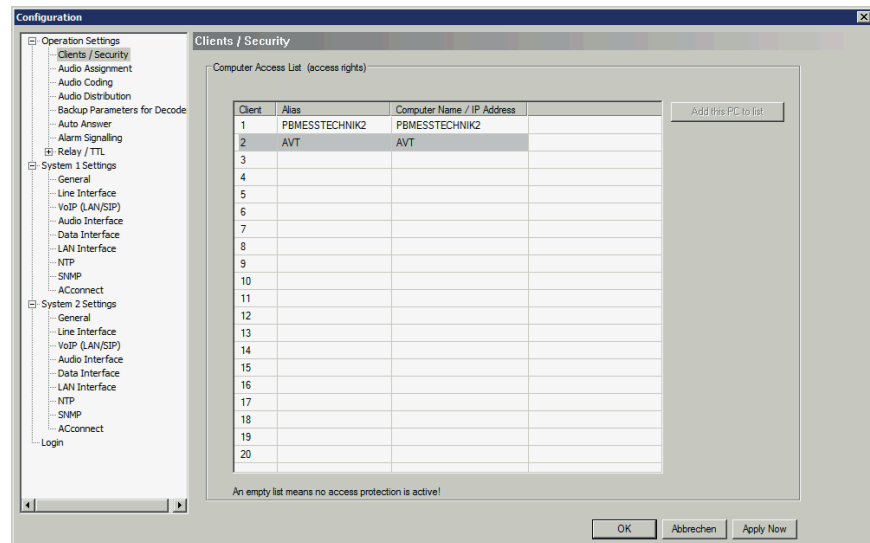 Configuration
Operation Settings
Clients / Security
Audio Assignment
Audio Coding
Audio Distribution
Backup Parameters for Decode
Auto Answer
Alarm Signalling
Relay / TTL
System 1 Settings
General
Line Interface
VoIP (LAN/SIP)
Audio Interface
Data Interface
LAN Interface
NTP
SNMP
ACconnect
System 2 Settings
General
Line Interface
VoIP (LAN/SIP)
Audio Interface
Data Interface
LAN Interface
NTP
SNMP
ACconnect
Login
Clients / Security
Computer Access List (access rights)
Client Alias Computer Name / IP Address
1 PBMESSTECHNIK2 PBMESSTECHNIK2
2 AVT AVT
3
4
5
6
7
8
9
10
11
12
13
14
15
16
17
18
19
20
Add this PC to list
An empty list means no access protection is active!
OK Abbrechen Apply Now